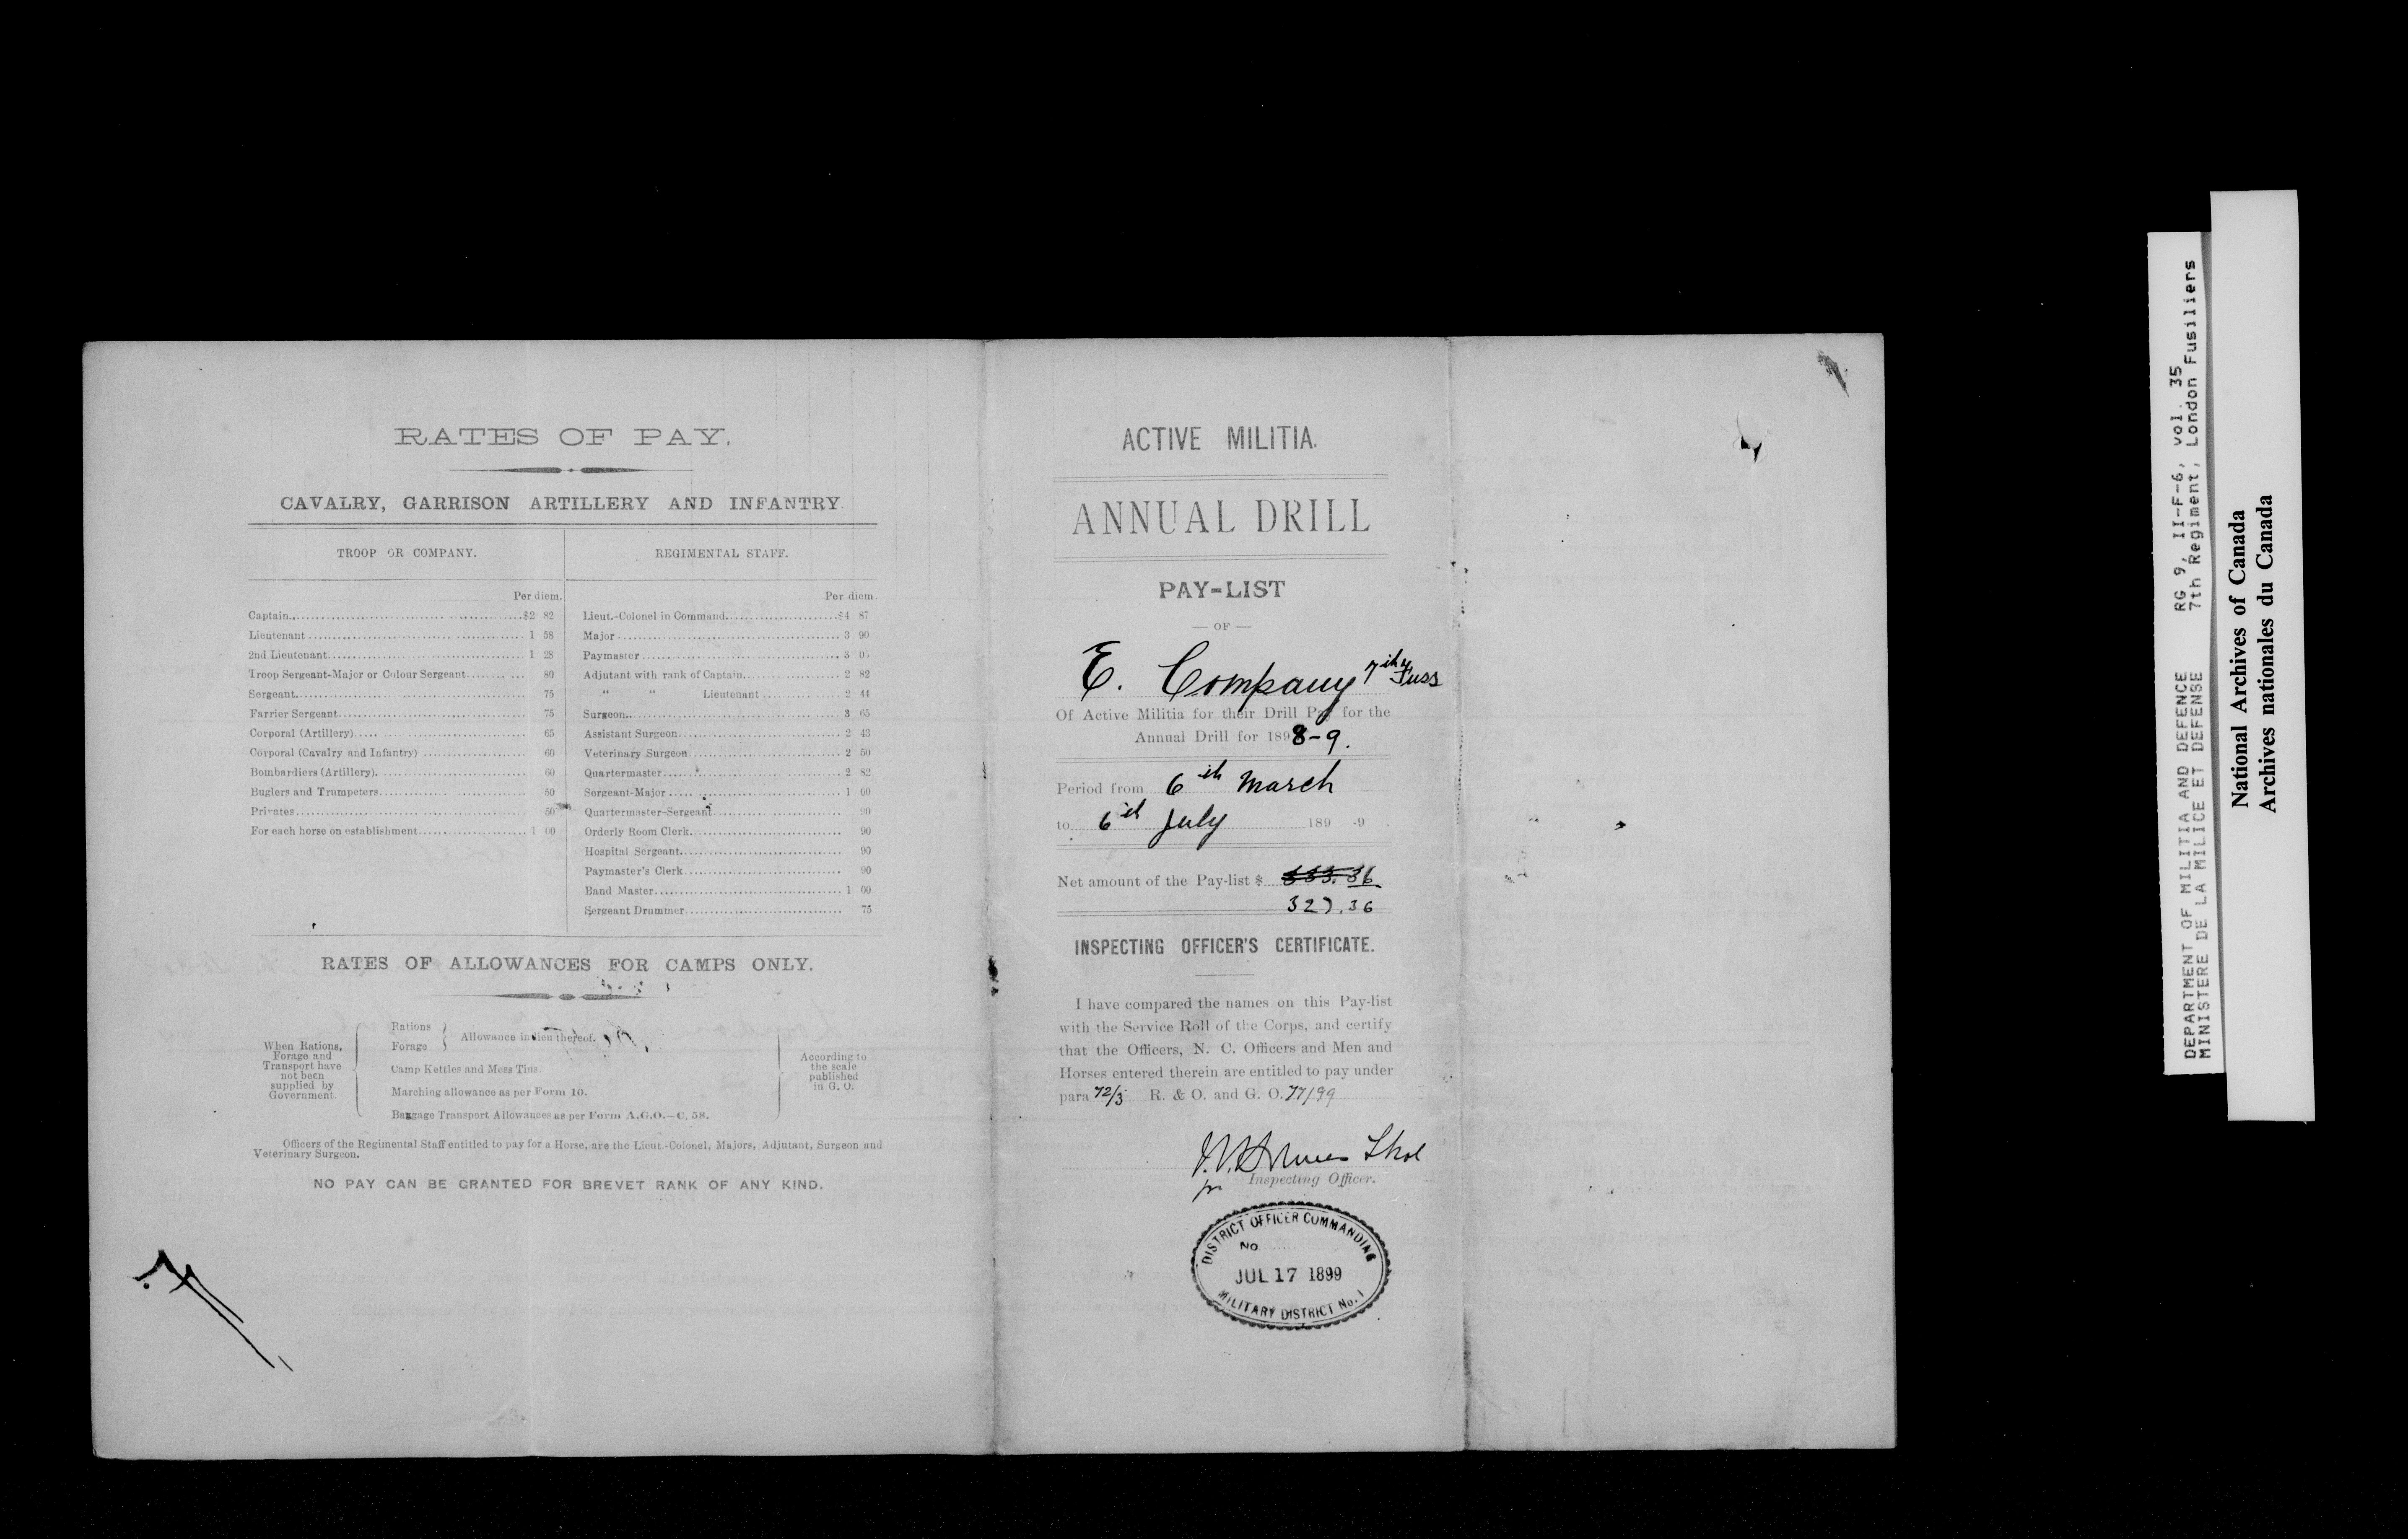 RATES OF PAY.
CAVALRY, GARRISON ARTILLERY AND INFANTRY.
TROOP OR COMPANY.
Per diem.
Captain $2 82
Lieutenant 1 58
2nd Lieutenant 1 28
Troop Sergeant-Major or Colour Sergeant 80
Sergeant 75
Farrier Sergeant 75
Corporal (Artillery) 65
Corporal (Cavalry and Infantry) 60
Bombardiers (Artillery) 60
Buglers and Trumpeters 50
Privates 50
For each horse on establishment 1 00
REGIMENTAL STAFF.
Per diem.
Lieut.-Colonel in Command $4 87
Major 3 90
Paymaster 3 0
Adjutant with rank of Captain 2 82
" " Lieutenant 2 44
Surgeon 3 65
Assistant Surgeon 2 43
Veterinary Surgeon 2 50
Quartermaster 2 82
Sergeant-Major 1 00
Quartermaster-Sergeant 90
Orderly Room Clerk 90
Hospital Sergeant 90
Paymaster's Clerk 90
Band Master 1 00
Sergeant Drummer 75
RATES OF ALLOWANCES FOR CAMPS ONLY.
When Rations, Forage and Transport have not been supplied by Government.
Rations
Forage
Allowance in lieu thereof.
Camp Kettles and Mess Tins.
Marching allowance as per Form 10.
Baggage Transport Allowances as per Form A.G.O.—C. 58.
According to the scale published in G. O.
Officers of the Regimental Staff entitled to pay for a Horse, are the Lieut.-Colonel, Majors, Adjutant, Surgeon and
Veterinary Surgeon.
NO PAY CAN BE GRANTED FOR BREVET RANK OF ANY KIND.
ACTIVE MILITIA.
ANNUAL DRILL
PAY-LIST
— OF —
E. Company 7th Fuss
Of Active Militia for their Drill Pay for the
Annual Drill for 1898-9.
Period from 6th March
to 6th July 189 -9
Net amount of the Pay-list $ 333.36
327.36
INSPECTING OFFICER'S CERTIFICATE.
I have compared the names on this Pay-list
with the Service Roll of the Corps, and certify
that the Officers, N. C. Officers and Men and
Horses entered therein are entitled to pay under
para 72/3 R. & O. and G. O. 77/99
Inspecting Officer.
DISTRICT OFFICER COMMANDING
No
JUL 17 1899
MILITARY DISTRICT No. 1
DEPARTMENT OF MILITIA AND DEFENCE RG 9, II-F-6, vol. 35
MINISTERE DE LA MILICE ET DEFENSE 7th Regiment, London Fusiliers
National Archives of Canada
Archives nationales du Canada